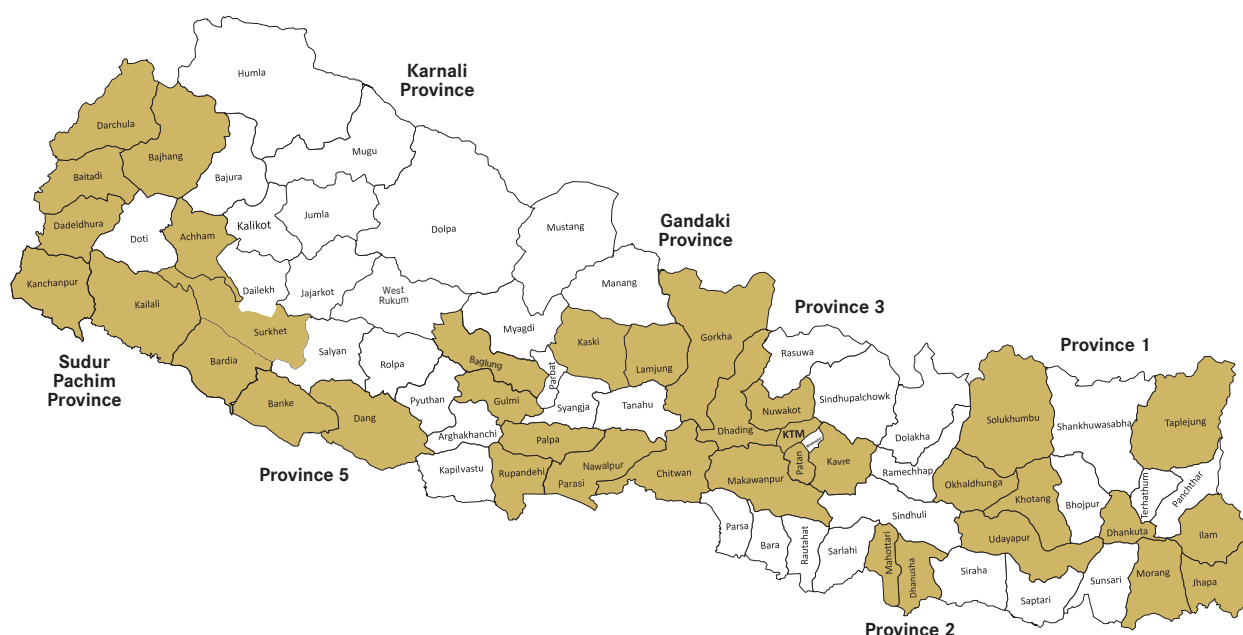 Humla
Karnali
Province
Darchula
Mugu
Bajhang
Baitadi
Bajura
Jumla
Kalikot
Dadeldhura
Doti
Achham
Dolpa
Mustang
Gandaki
Province
Kanchanpur
Kailali
Dailekh
Jajarkot
West
Rukum
Manang
Province 3
Surkhet
Myagdi
Gorkha
Kaski
Lamjung
Rasuwa
Province 1
Sudur
Pachim
Province
Bardia
Salyan
Rolpa
Baglung
Parbat
Sindhupalchowk
Solukhumbu
Shankhuwasabha
Taplejung
Banke
Dang
Pyuthan
Gulmi
Syangja
Tanahu
Nuwakot
Dhading
KTM
Dolakha
Arghakhanchi
Palpa
Patan
Kavre
Ramechhap
Province 5
Kapilvastu
Rupandehi
Nawalpur
Parasi
Chitwan
Makawanpur
Okhaldhunga
Khotang
Bhojpur
Terhathum
Panchthar
Parsa
Bara
Rautahat
Sarlahi
Sindhuli
Mahottari
Dhanusha
Udayapur
Dhankuta
Ilam
Siraha
Saptari
Sunsari
Morang
Jhapa
Province 2